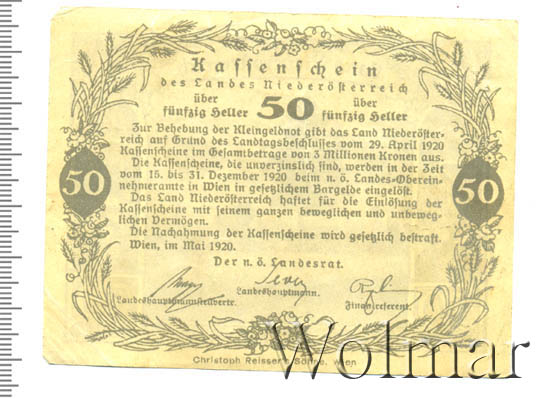 Kassenschein
des Landes Niederösterreich
über 50 über
fünfzig Heller fünfzig Heller
Zur Behebung der Kleingeldnot gibt das Land Niederöster-
reich auf Grund des Landtagsbeschlusses vom 29. April 1920
Kassenscheine im Gesamtbetrage von 3 Millionen Kronen aus.
Die Kassenscheine, die unverzinslich sind, werden in der Zeit
vom 15. bis 31. Dezember 1920 beim n. ö. Landes-Oberein-
nehmeramte in Wien in gesetzlichem Bargelde eingelöst.
50 50
Das Land Niederösterreich haftet für die Einlösung der
Kassenscheine mit seinem ganzen beweglichen und unbeweg-
lichen Vermögen.
Die Nachahmung der Kassenscheine wird gesetzlich bestraft.
Wien, im Mai 1920.
Der n. ö. Landesrat.
Landeshauptmannstellvertr. Landeshauptmann. Finanzreferent.
Christoph Reisser's Söhne, Wien
Wolmar